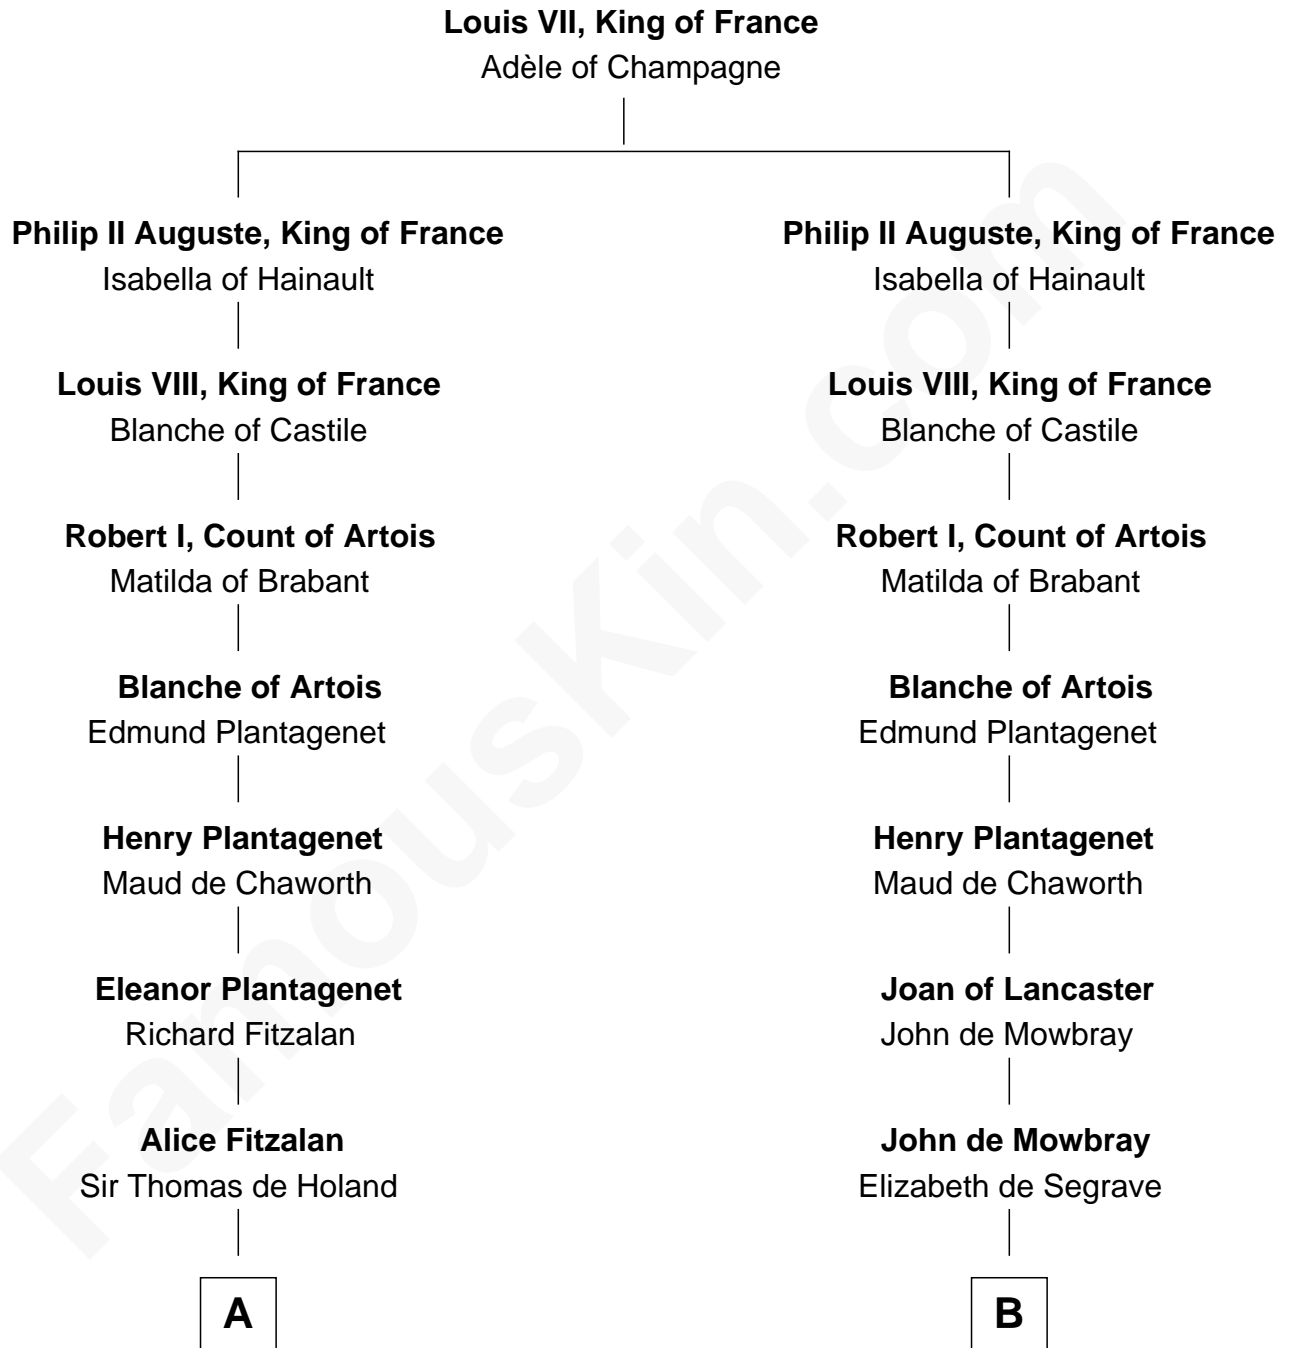 Louis VII, King of France
Adèle of Champagne
Philip II Auguste, King of France
Isabella of Hainault
Louis VIII, King of France
Blanche of Castile
Robert I, Count of Artois
Matilda of Brabant
Blanche of Artois
Edmund Plantagenet
Henry Plantagenet
Maud de Chaworth
Eleanor Plantagenet
Richard Fitzalan
Alice Fitzalan
Sir Thomas de Holand
A
Philip II Auguste, King of France
Isabella of Hainault
Louis VIII, King of France
Blanche of Castile
Robert I, Count of Artois
Matilda of Brabant
Blanche of Artois
Edmund Plantagenet
Henry Plantagenet
Maud de Chaworth
Joan of Lancaster
John de Mowbray
John de Mowbray
Elizabeth de Segrave
B
FamousKin.com